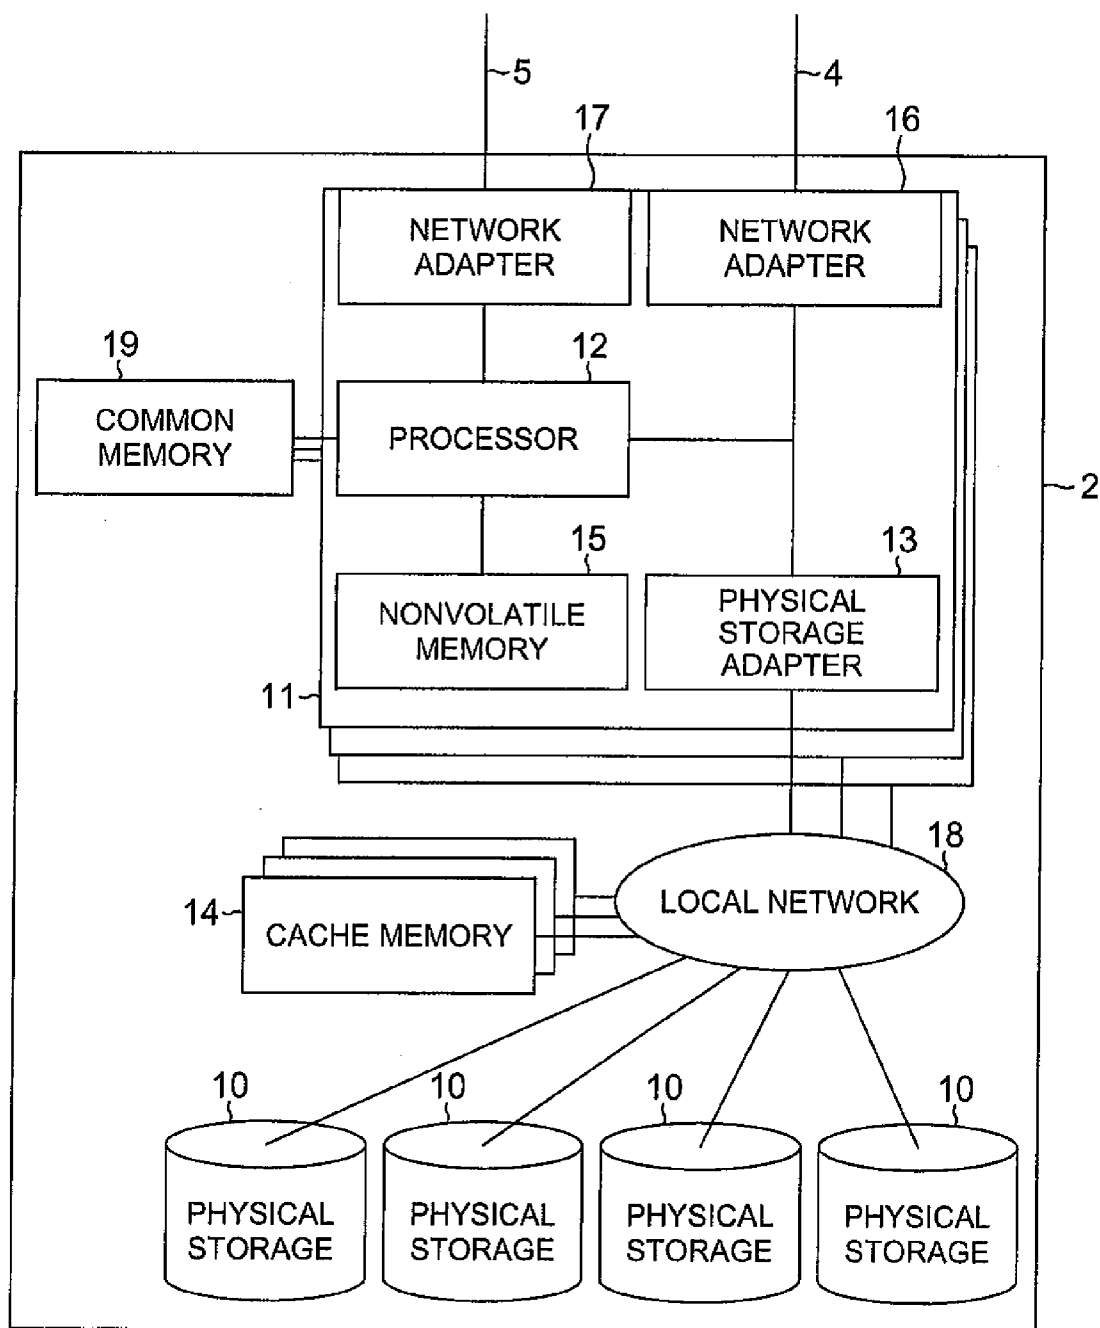 5
4
17
16
NETWORK
ADAPTER
NETWORK
ADAPTER
19
12
COMMON
MEMORY
PROCESSOR
2
15
13
NONVOLATILE
MEMORY
PHYSICAL
STORAGE
ADAPTER
11
18
LOCAL NETWORK
14
CACHE MEMORY
10
10
10
10
PHYSICAL
STORAGE
PHYSICAL
STORAGE
PHYSICAL
STORAGE
PHYSICAL
STORAGE